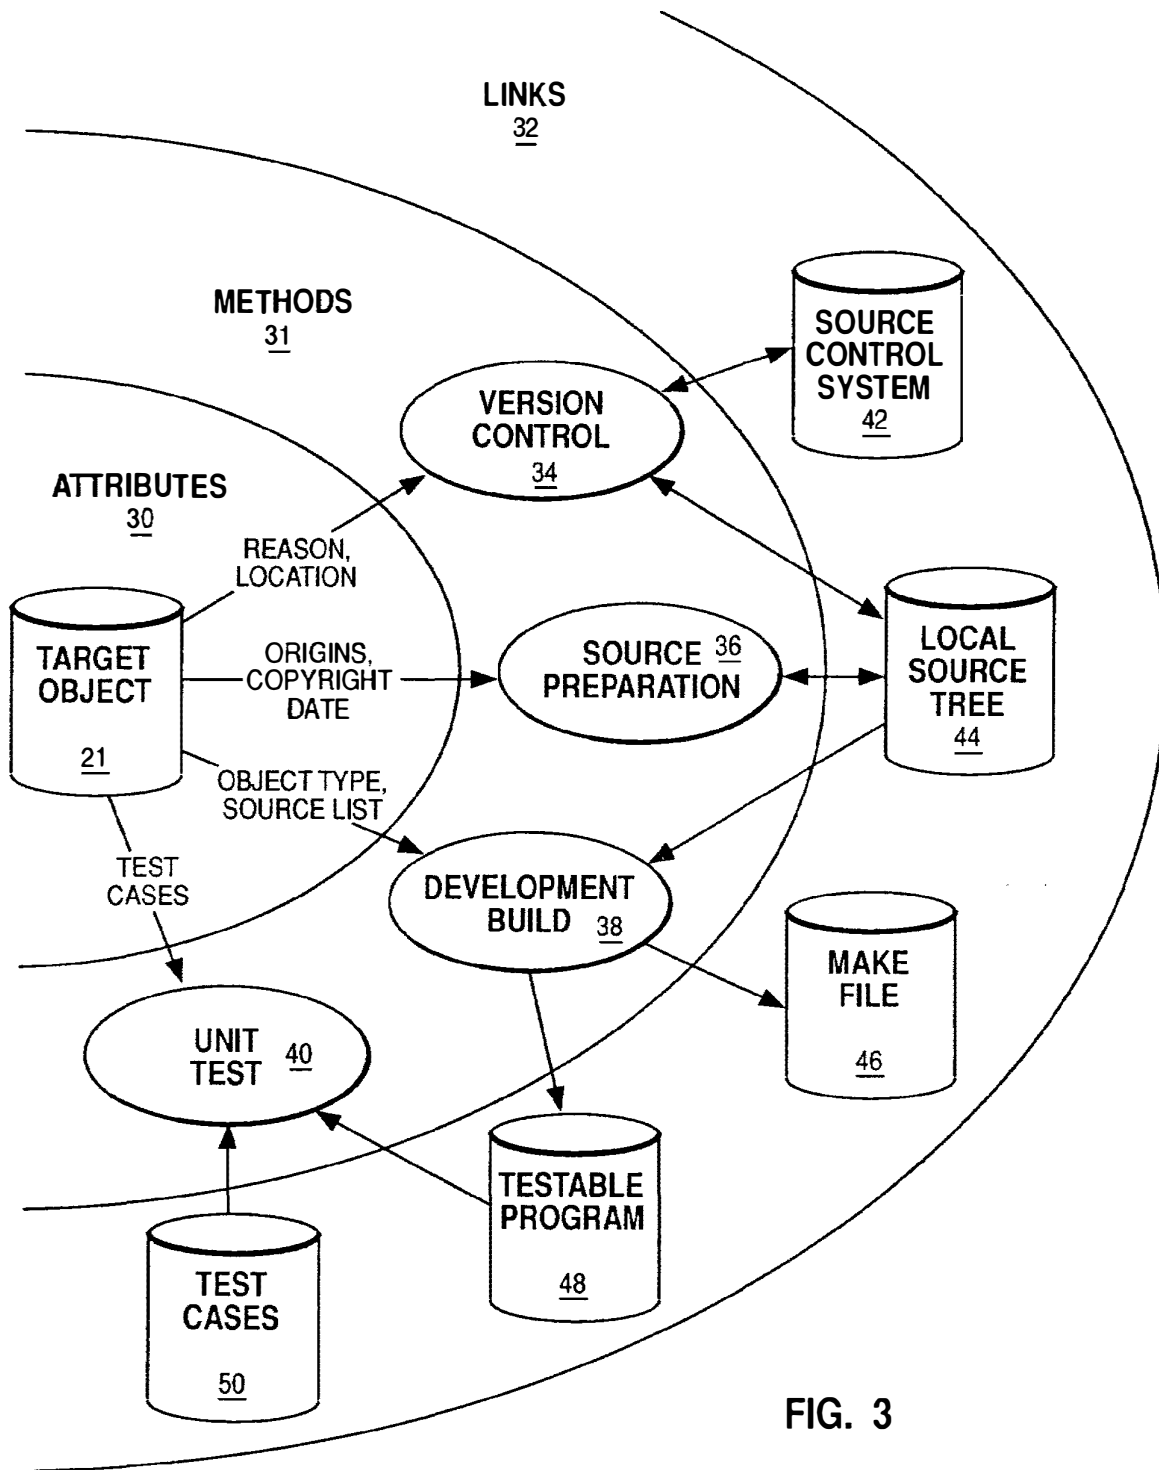 LINKS
32
METHODS
31
SOURCE
CONTROL
SYSTEM
42
VERSION
CONTROL
34
ATTRIBUTES
30
REASON,
LOCATION
TARGET
OBJECT
21
ORIGINS,
COPYRIGHT
DATE
SOURCE 36
PREPARATION
LOCAL
SOURCE
TREE
44
OBJECT TYPE,
SOURCE LIST
TEST
CASES
DEVELOPMENT
BUILD 38
MAKE
FILE
46
UNIT
TEST 40
TESTABLE
PROGRAM
48
TEST
CASES
50
FIG. 3